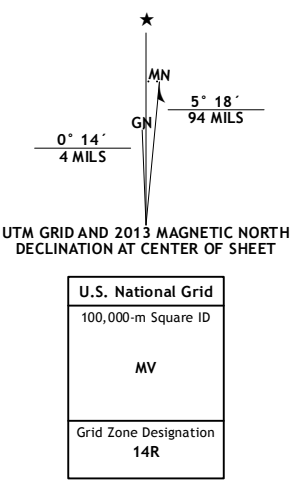 ★
MN
GN
5° 18´
94 MILS
0° 14´
4 MILS
UTM GRID AND 2013 MAGNETIC NORTH
DECLINATION AT CENTER OF SHEET
U.S. National Grid
100,000-m Square ID
MV
Grid Zone Designation
14R